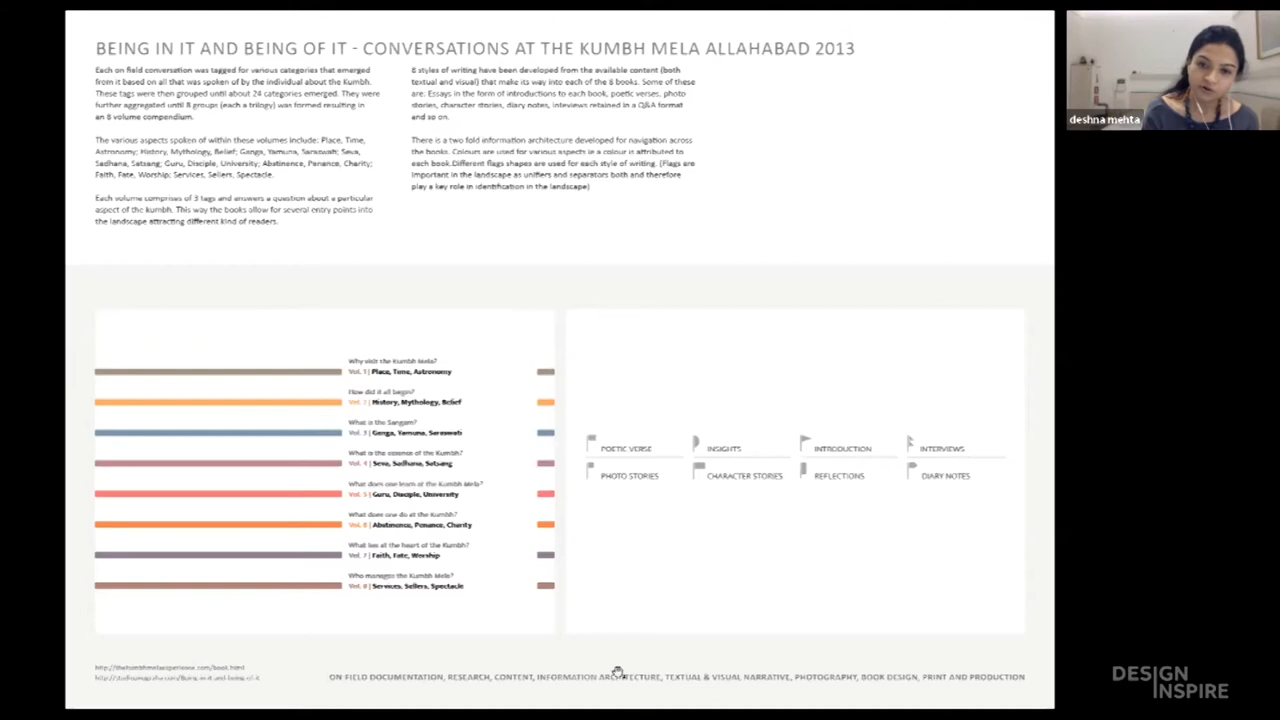 BEING IN IT AND BEING OF IT - CONVERSATIONS AT THE KUMBH MELA ALLAHABAD 2013
Each on field conversation was tagged for various categories that emerged
from it based on all that was spoken of by the individual about the Kumbh.
These tags were then grouped until about 24 categories emerged. They were
further aggregated until 8 groups (each a trilogy) was formed resulting in
an 8 volume compendium.
The various aspects spoken of within these volumes include: Place, Time,
Astronomy; History, Mythology, Belief; Ganga, Yamuna, Saraswati; Seva,
Sadhana, Satsang; Guru, Disciple, University; Abstinence, Penance, Charity;
Faith, Fate, Worship; Services, Sellers, Spectacle.
Each volume comprises of 3 tags and answers a question about a particular
aspect of the kumbh. This way the books allow for several entry points into
the landscape attracting different kind of readers.
8 styles of writing have been developed from the available content (both
textual and visual) that make its way into each of the 8 books. Some of these
are: Essays in the form of introductions to each book, poetic verses, photo
stories, character stories, diary notes, inteviews retained in a Q&A format
and so on.
There is a two fold information architecture developed for navigation across
the books. Colours are used for various aspects ie a colour is attributed to
each book.Different flags shapes are used for each style of writing. (Flags are
important in the landscape as unifiers and separators both and therefore
play a key role in identification in the landscape)
Why visit the Kumbh Mela?
Vol. 1 | Place, Time, Astronomy
How did it all begin?
Vol. 2 | History, Mythology, Belief
What is the Sangam?
Vol. 3 | Ganga, Yamuna, Saraswati
What is the essence of the Kumbh?
Vol. 4 | Seva, Sadhana, Satsang
What does one learn at the Kumbh Mela?
Vol. 5 | Guru, Disciple, University
What does one do at the Kumbh?
Vol. 6 | Abstinence, Penance, Charity
What lies at the heart of the Kumbh?
Vol. 7 | Faith, Fate, Worship
Who manages the Kumbh Mela?
Vol. 8 | Services, Sellers, Spectacle
POETIC VERSE INSIGHTS INTRODUCTION INTERVIEWS
PHOTO STORIES CHARACTER STORIES REFLECTIONS DIARY NOTES
http://thekumbhmelaexperience.com/book.html
ON FIELD DOCUMENTATION, RESEARCH, CONTENT, INFORMATION ARCHITECTURE, TEXTUAL & VISUAL NARRATIVE, PHOTOGRAPHY, BOOK DESIGN, PRINT AND PRODUCTION
deshna mehta
DESIGN
INSPIRE